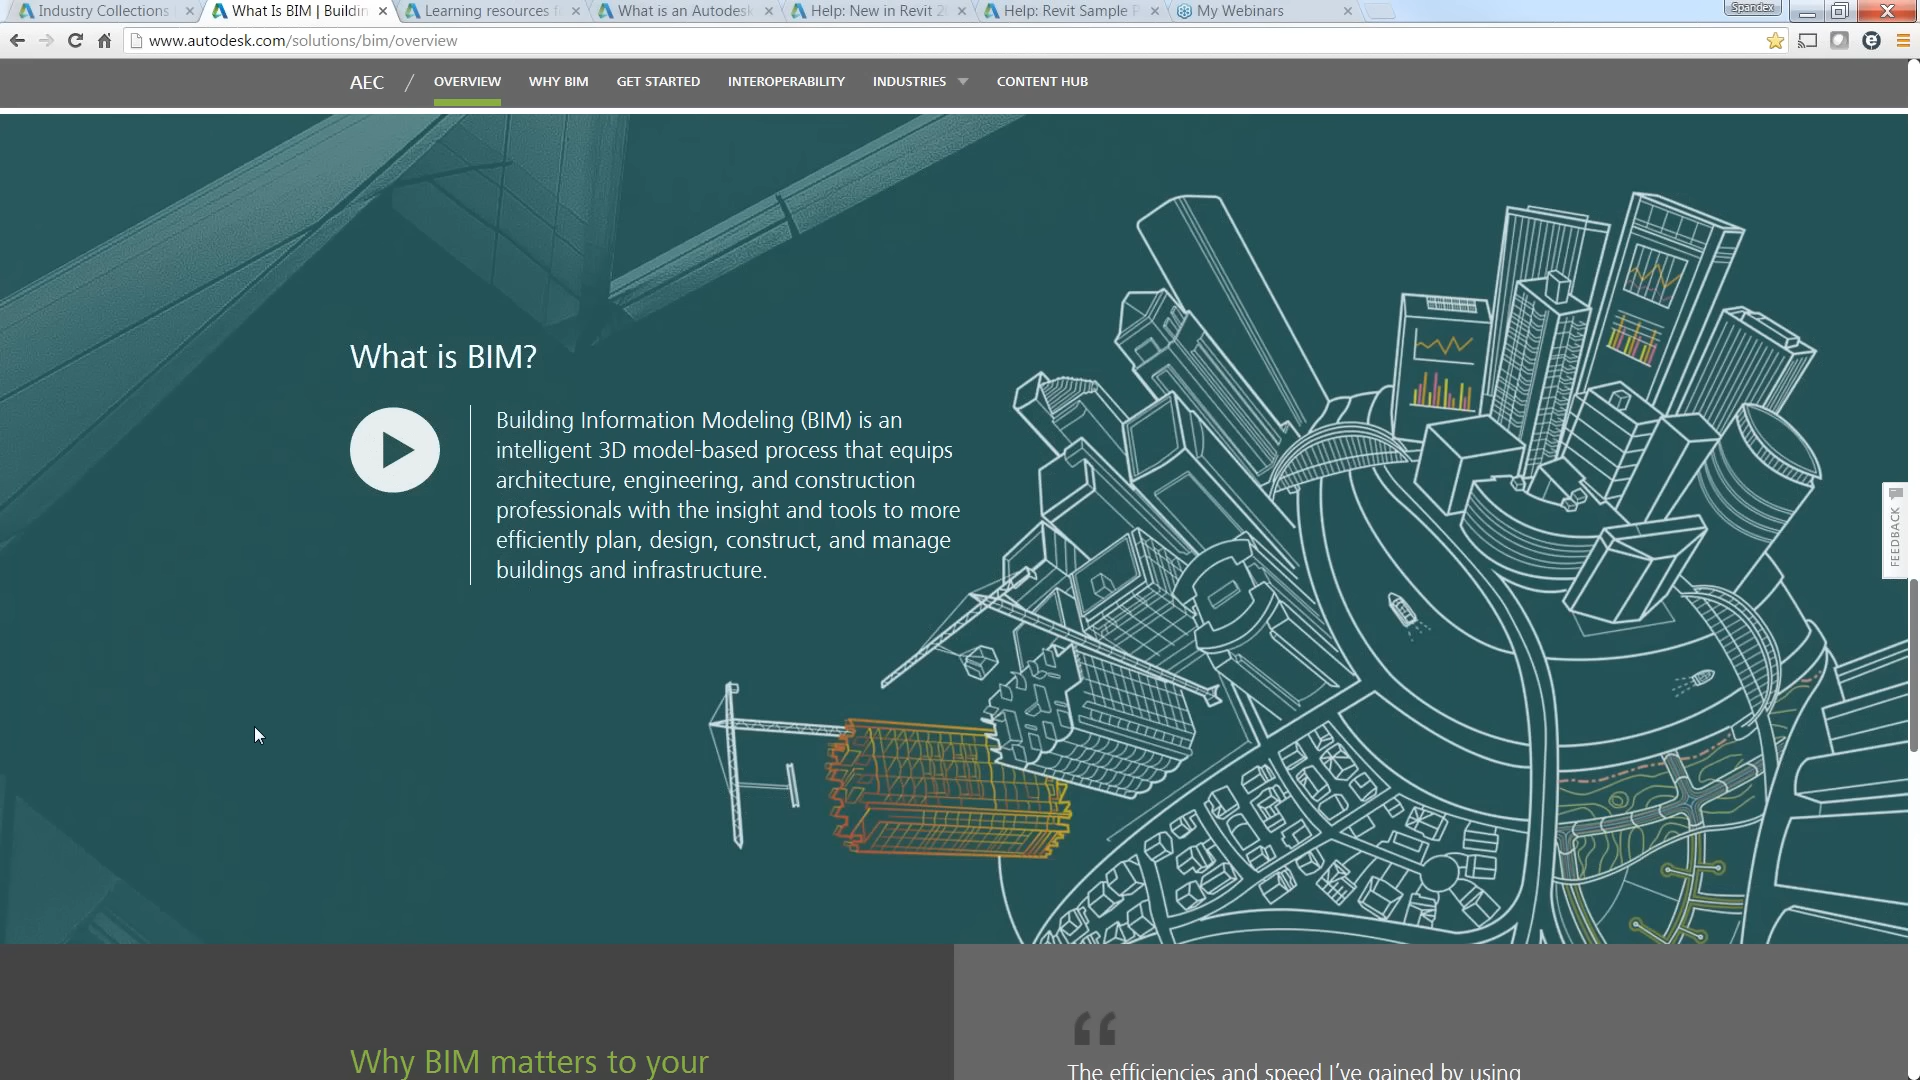 Industry Collections
What Is BIM | Buildin
Learning resources f
What is an Autodesk
Help: New in Revit 2
Help: Revit Sample P
My Webinars
Spandex
www.autodesk.com/solutions/bim/overview
AEC / OVERVIEW WHY BIM GET STARTED INTEROPERABILITY INDUSTRIES CONTENT HUB
What is BIM?
Building Information Modeling (BIM) is an
intelligent 3D model-based process that equips
architecture, engineering, and construction
professionals with the insight and tools to more
efficiently plan, design, construct, and manage
buildings and infrastructure.
FEEDBACK
Why BIM matters to your
“
The efficiencies and speed I’ve gained by using